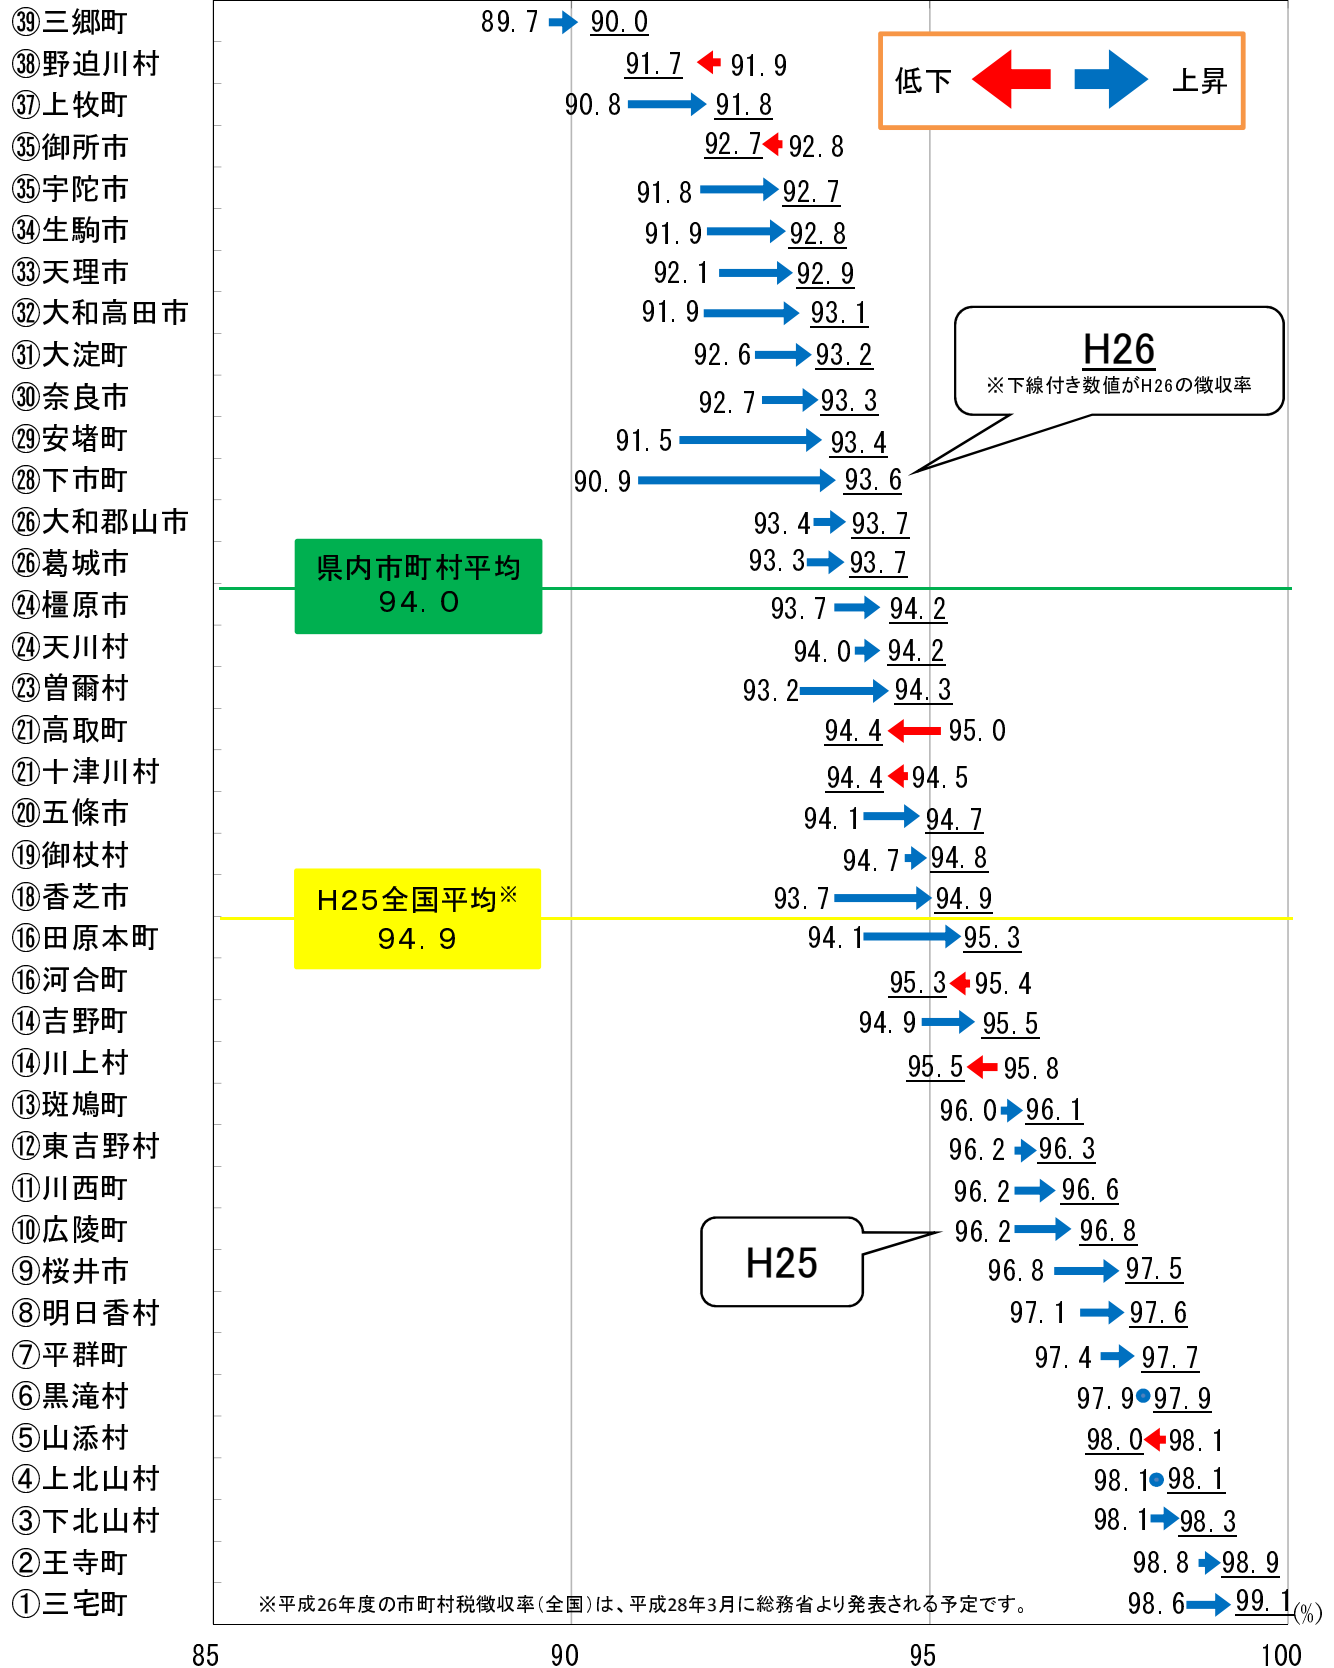 ㊴三郷町 89.7 90.0
㊳野迫川村 91.7 91.9
㊲上牧町 90.8 91.8
低下 上昇
㉟御所市 92.7 92.8
㉟宇陀市 91.8 92.7
㉞生駒市 91.9 92.8
㉝天理市 92.1 92.9
㉜大和高田市 91.9 93.1
㉛大淀町 92.6 93.2
H26
※下線付き数値がH26の徴収率
㉚奈良市 92.7 93.3
㉙安堵町 91.5 93.4
㉘下市町 90.9 93.6
㉖大和郡山市 93.4 93.7
㉖葛城市 93.3 93.7
県内市町村平均
94.0
㉔橿原市 93.7 94.2
㉔天川村 94.0 94.2
㉓曽爾村 93.2 94.3
㉑高取町 94.4 95.0
㉑十津川村 94.4 94.5
⑳五條市 94.1 94.7
⑲御杖村 94.7 94.8
⑱香芝市 93.7 94.9
H25全国平均※
94.9
⑯田原本町 94.1 95.3
⑯河合町 95.3 95.4
⑭吉野町 94.9 95.5
⑭川上村 95.5 95.8
⑬斑鳩町 96.0 96.1
⑫東吉野村 96.2 96.3
⑪川西町 96.2 96.6
⑩広陵町 96.2 96.8
H25
⑨桜井市 96.8 97.5
⑧明日香村 97.1 97.6
⑦平群町 97.4 97.7
⑥黒滝村 97.9 97.9
⑤山添村 98.0 98.1
④上北山村 98.1 98.1
③下北山村 98.1 98.3
②王寺町 98.8 98.9
①三宅町 98.6 99.1
※平成26年度の市町村税徴収率(全国)は、平成28年3月に総務省より発表される予定です。
(%)
85 90 95 100